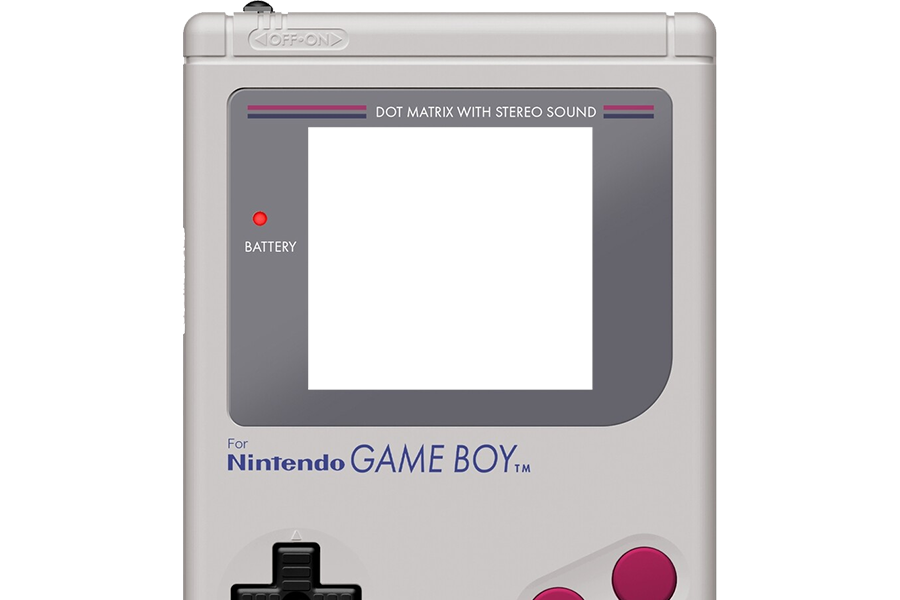 OFF•ON
DOT MATRIX WITH STEREO SOUND
BATTERY
For
Nintendo GAME BOY™